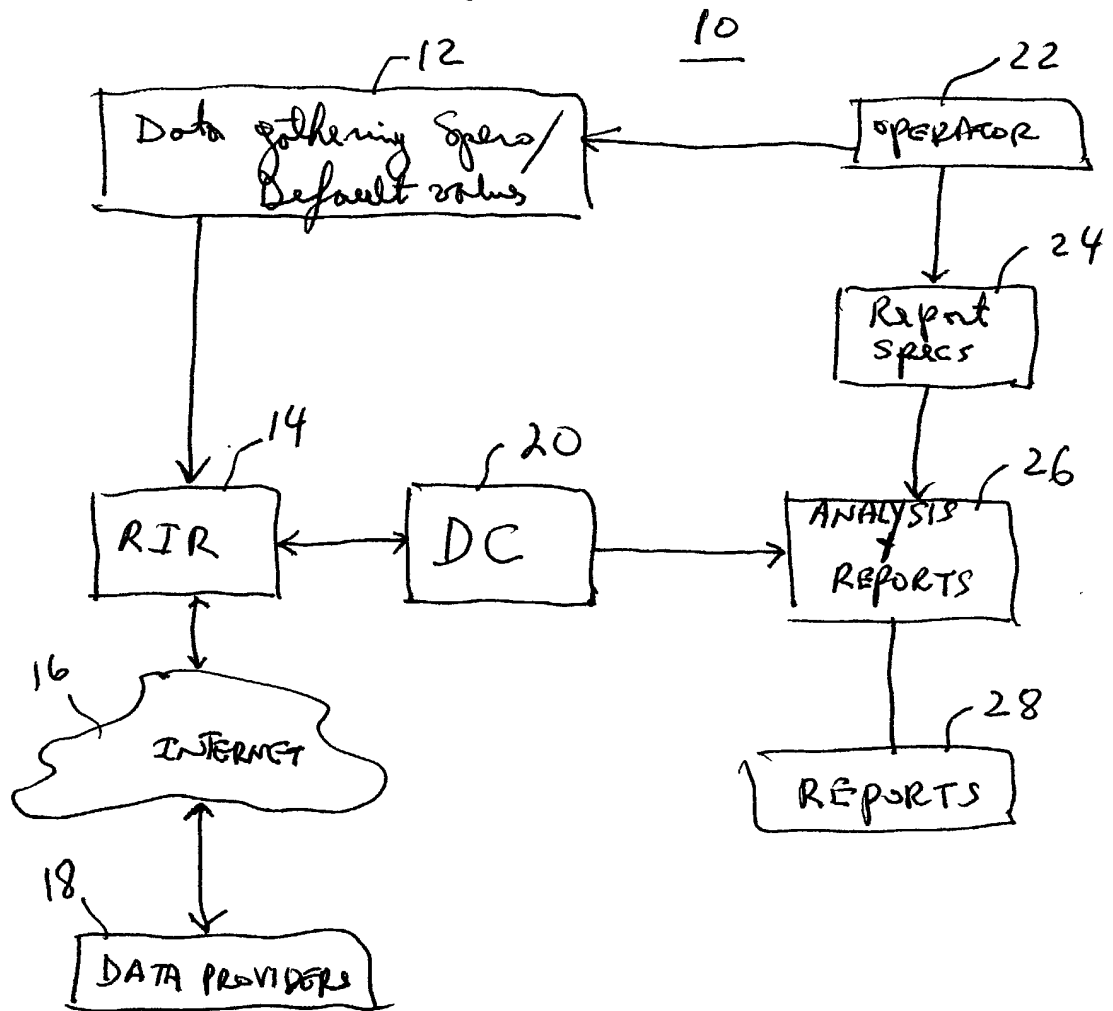 10
12
Data gathering Specs/
Default values
22
OPERATOR
24
Report
Specs
14
RIR
20
DC
26
ANALYSIS
+
REPORTS
16
INTERNET
28
REPORTS
18
DATA PROVIDERS